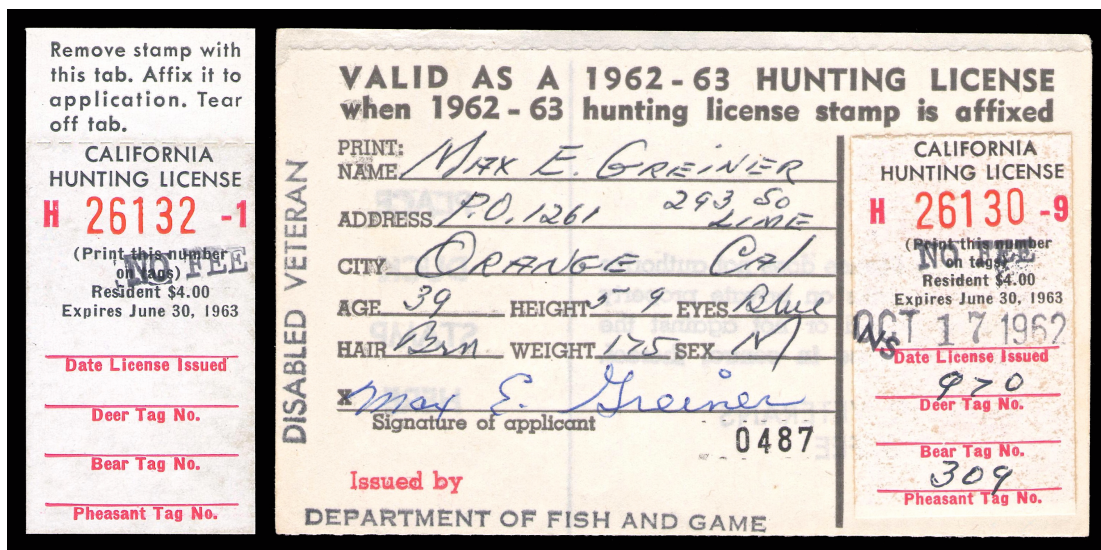 Remove stamp with
this tab. Affix it to
application. Tear
off tab.
CALIFORNIA
HUNTING LICENSE
H 26132 -1
(Print this number
on tags)
NO FEE
Resident $4.00
Expires June 30, 1963
Date License Issued
Deer Tag No.
Bear Tag No.
Pheasant Tag No.
VALID AS A 1962-63 HUNTING LICENSE
when 1962-63 hunting license stamp is affixed
DISABLED VETERAN
PRINT:
NAME MAX E. GREINER
ADDRESS P.O. 1261 293 So
LIME
CITY ORANGE CAL
AGE 39 HEIGHT 5 9 EYES Blue
HAIR Brn WEIGHT 175 SEX M
x Max E. Greiner
Signature of applicant
0487
Issued by
DEPARTMENT OF FISH AND GAME
CALIFORNIA
HUNTING LICENSE
H 26130 -9
(Print this number
on tags)
NO FEE
Resident $4.00
Expires June 30, 1963
OCT 17 1962
Date License Issued
970
Deer Tag No.
Bear Tag No.
309
Pheasant Tag No.